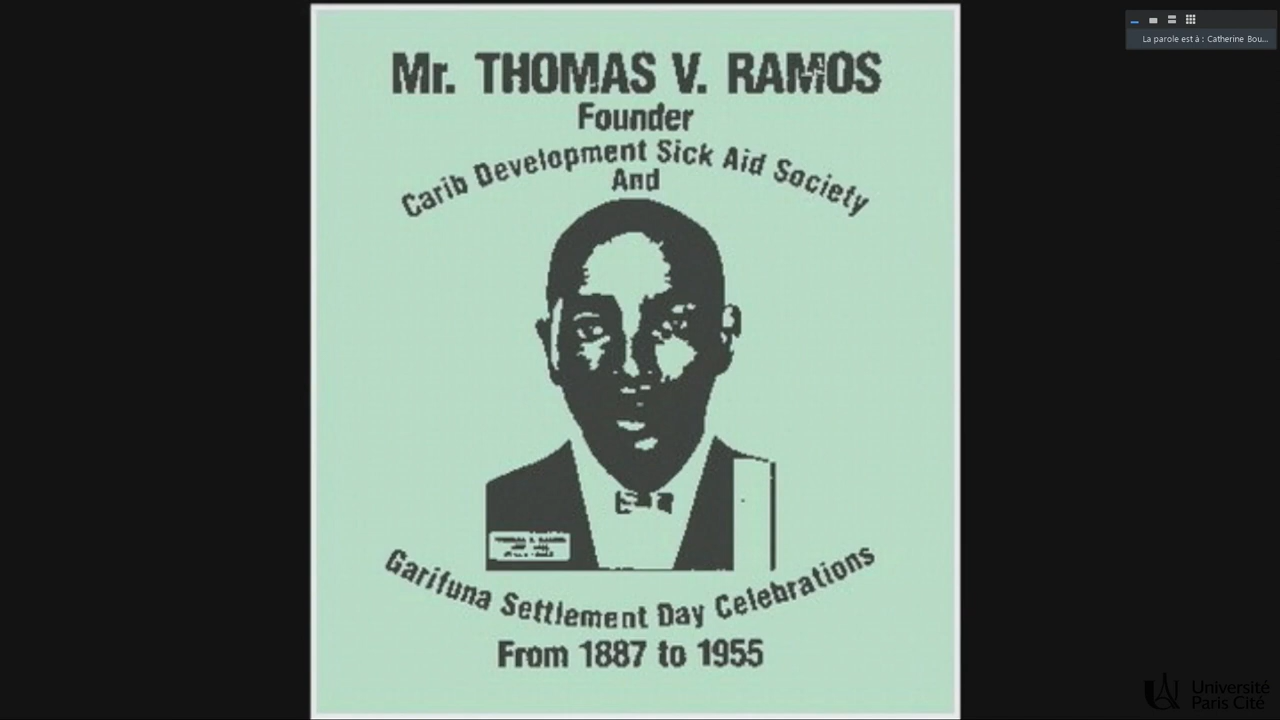 La parole est à : Catherine Bou...
Mr. THOMAS V. RAMOS
Founder
Carib Development Sick Aid Society
And
Garifuna Settlement Day Celebrations
From 1887 to 1955
Université
Paris Cité